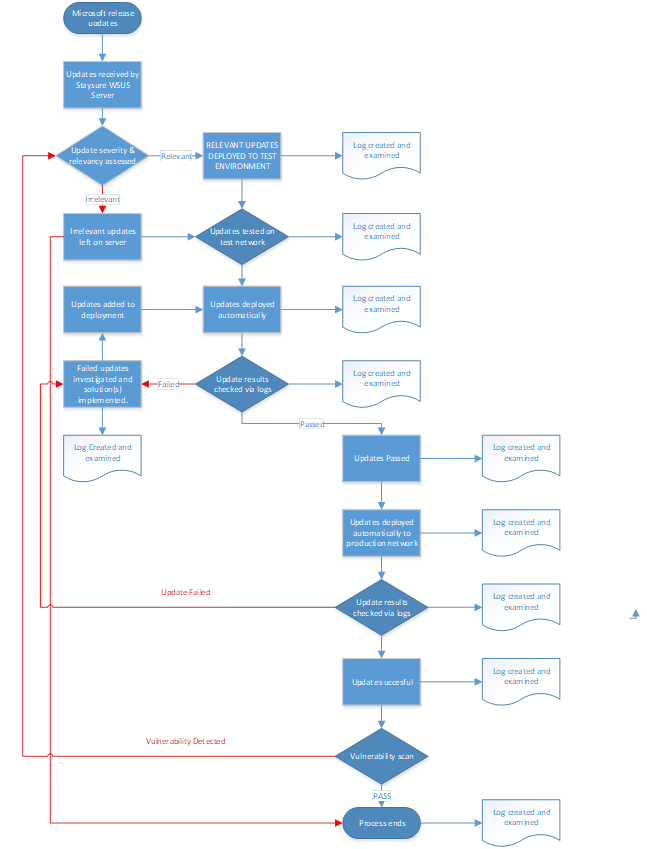 Microsoft release
updates
Updates received by
Staysure WSUS
Server
Update severity &
relevancy assessed
Relevant
RELEVANT UPDATES
DEPLOYED TO TEST
ENVIRONMENT
Log created and
examined
Irrelevant
Irrelevant updates
left on server
Updates tested on
test network
Log created and
examined
Updates added to
deployment
Updates deployed
automatically
Log created and
examined
Failed updates
investigated and
solution(s)
implemented.
Failed
Update results
checked via logs
Log created and
examined
Passed
Log Created and
examined
Updates Passed
Log created and
examined
Updates deployed
automatically to
production network
Log created and
examined
Update Failed
Update results
checked via logs
Log created and
examined
Updates uccesful
Log created and
examined
Vulnerability Detected
Vulnerability scan
PASS
Process ends
Log created and
examined